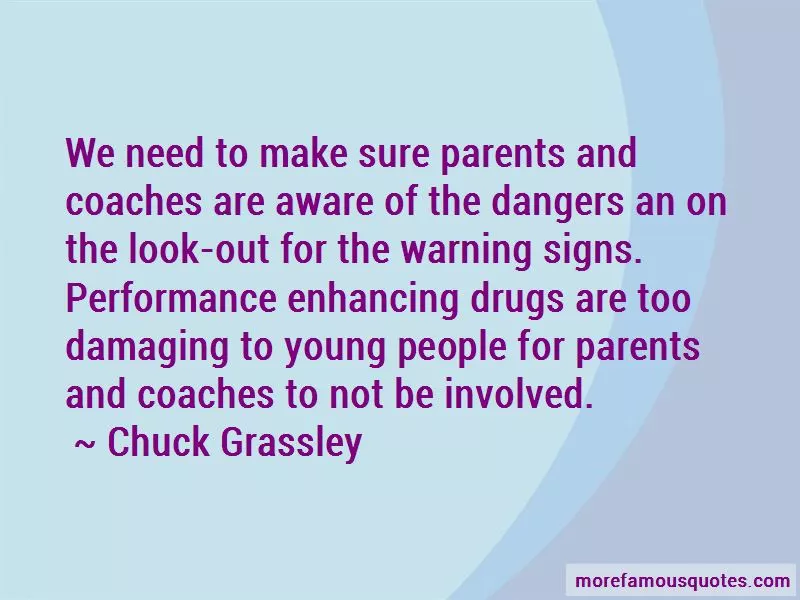 We need to make sure parents and
coaches are aware of the dangers an on
the look-out for the warning signs.
Performance enhancing drugs are too
damaging to young people for parents
and coaches to not be involved.
~ Chuck Grassley
morefamousquotes.com